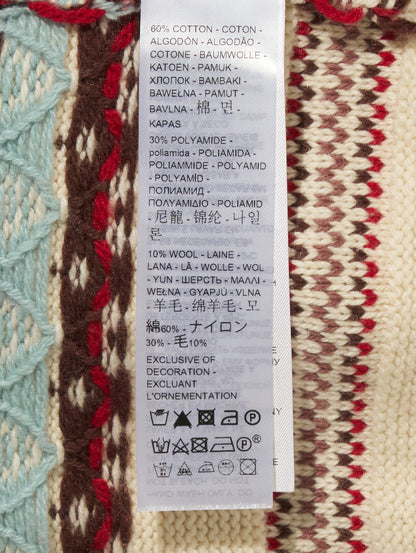 60% COTTON - COTON -
ALGODÓN - ALGODÃO -
COTONE - BAUMWOLLE -
KATOEN - PAMUK -
ХЛОПОК - BAMBAKI -
BAWEŁNA - PAMUT -
BAVLNA - 棉 - 면 -
KAPAS
30% POLYAMIDE -
poliamida - POLIAMIDA -
POLIAMMIDE - POLYAMID
- POLYAMİD -
ПОЛИАМИД -
ΠΟΛΥΑΜΙΔΙΟ - POLIAMID
- 尼龍 - 锦纶 - 나일
론
10% WOOL - LAINE -
LANA - LÃ - WOLLE - WOL
- YÜN - ШЕРСТЬ - ΜΑΛΛΙ -
WEŁNA - GYAPJÚ - VLNA
- 羊毛 - 绵羊毛 - 모
綿60% - ナイロン
30% - 毛10%
EXCLUSIVE OF
DECORATION -
EXCLUANT
L'ORNEMENTATION